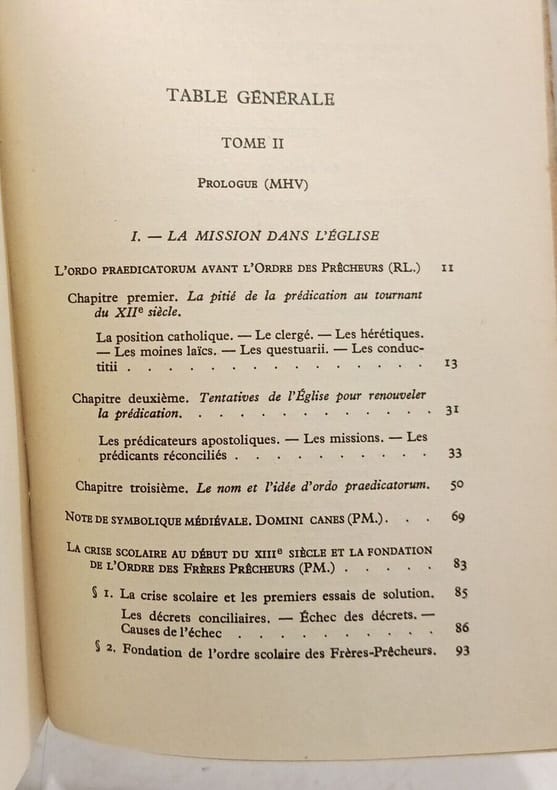 TABLE GÉNÉRALE
TOME II
Prologue (MHV)
I. — LA MISSION DANS L'ÉGLISE
L'ordo praedicatorum avant l'Ordre des Prêcheurs (RL.) 11
Chapitre premier. La pitié de la prédication au tournant
du XIIe siècle.
La position catholique. — Le clergé. — Les hérétiques.
— Les moines laïcs. — Les questuarii. — Les conduc-
titii . . . . . . . . . . . . . . . 13
Chapitre deuxième. Tentatives de l'Église pour renouveler
la prédication. . . . . . . . . . . . . 31
Les prédicateurs apostoliques. — Les missions. — Les
prédicants réconciliés . . . . . . . . . . 33
Chapitre troisième. Le nom et l'idée d'ordo praedicatorum. 50
Note de symbolique médiévale. Domini canes (PM.). . . 69
La crise scolaire au début du XIIIe siècle et la fondation
de l'Ordre des Frères Prêcheurs (PM.) . . . . . 83
§ 1. La crise scolaire et les premiers essais de solution. 85
Les décrets conciliaires. — Échec des décrets. —
Causes de l'échec . . . . . . . . . . 86
§ 2. Fondation de l'ordre scolaire des Frères-Prêcheurs. 93